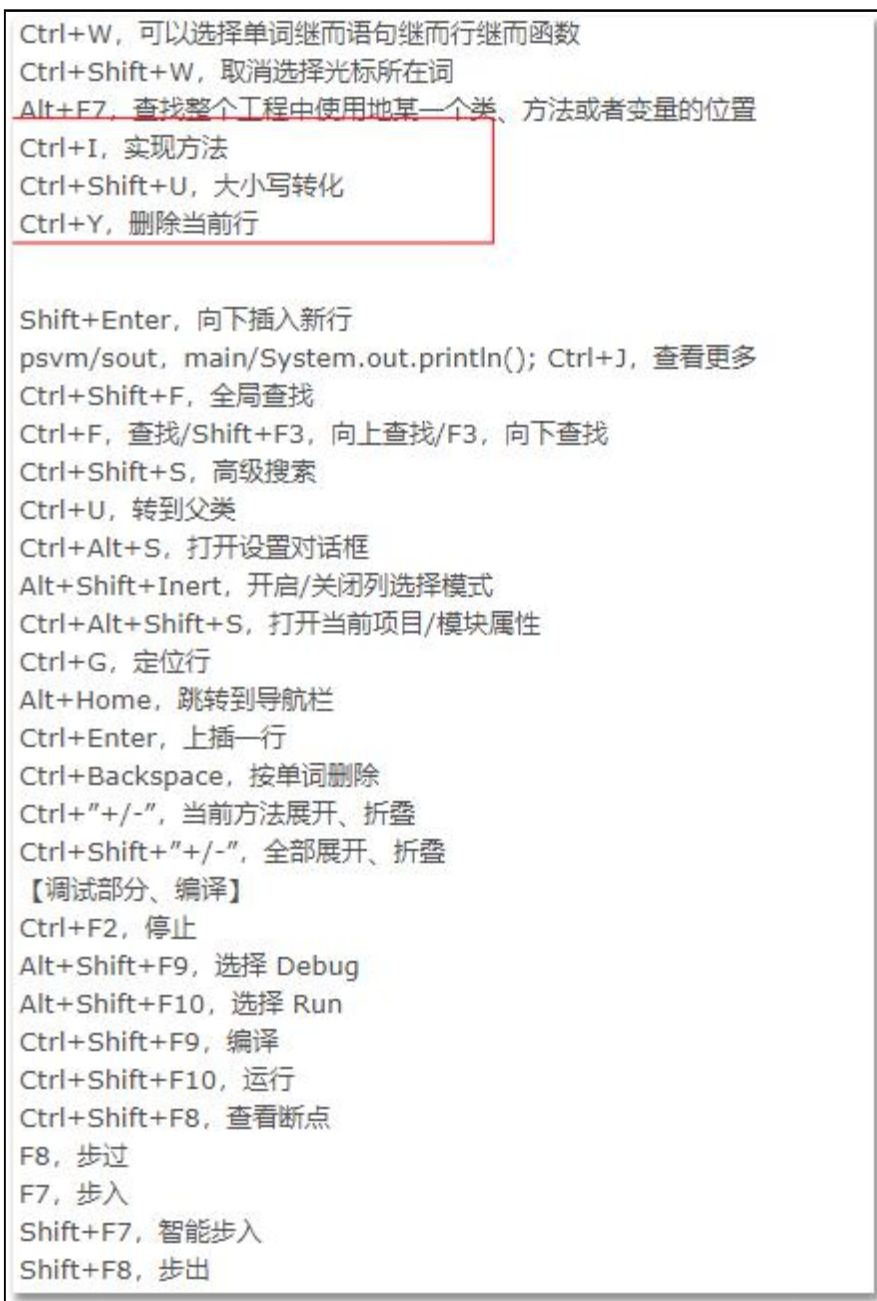 Ctrl+W，可以选择单词继而语句继而行继而函数
Ctrl+Shift+W，取消选择光标所在词
Alt+F7，查找整个工程中使用地某一个类、方法或者变量的位置
Ctrl+I，实现方法
Ctrl+Shift+U，大小写转化
Ctrl+Y，删除当前行
Shift+Enter，向下插入新行
psvm/sout，main/System.out.println(); Ctrl+J，查看更多
Ctrl+Shift+F，全局查找
Ctrl+F，查找/Shift+F3，向上查找/F3，向下查找
Ctrl+Shift+S，高级搜索
Ctrl+U，转到父类
Ctrl+Alt+S，打开设置对话框
Alt+Shift+Inert，开启/关闭列选择模式
Ctrl+Alt+Shift+S，打开当前项目/模块属性
Ctrl+G，定位行
Alt+Home，跳转到导航栏
Ctrl+Enter，上插一行
Ctrl+Backspace，按单词删除
Ctrl+"+/-"，当前方法展开、折叠
Ctrl+Shift+"+/-"，全部展开、折叠
【调试部分、编译】
Ctrl+F2，停止
Alt+Shift+F9，选择 Debug
Alt+Shift+F10，选择 Run
Ctrl+Shift+F9，编译
Ctrl+Shift+F10，运行
Ctrl+Shift+F8，查看断点
F8，步过
F7，步入
Shift+F7，智能步入
Shift+F8，步出